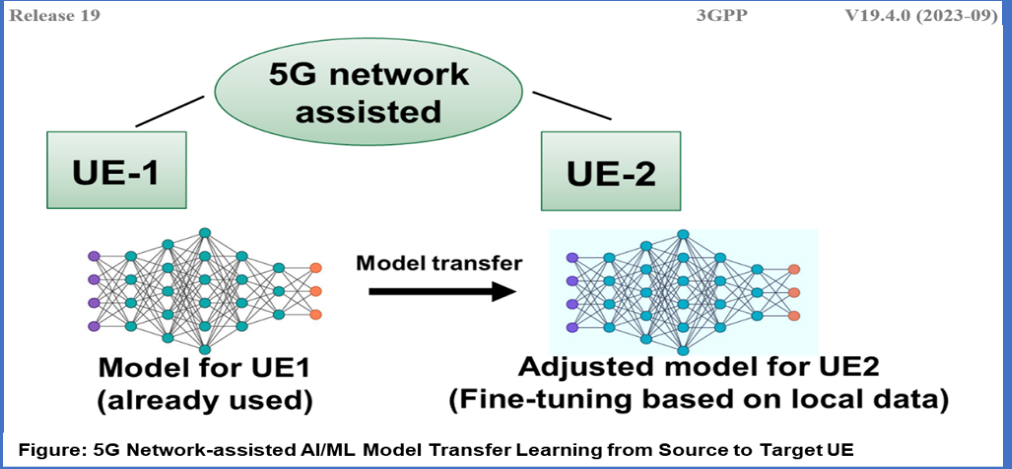 Release 19 3GPP V19.4.0 (2023-09)
5G network
assisted
UE-1
UE-2
Model transfer
Model for UE1
(already used)
Adjusted model for UE2
(Fine-tuning based on local data)
Figure: 5G Network-assisted AI/ML Model Transfer Learning from Source to Target UE